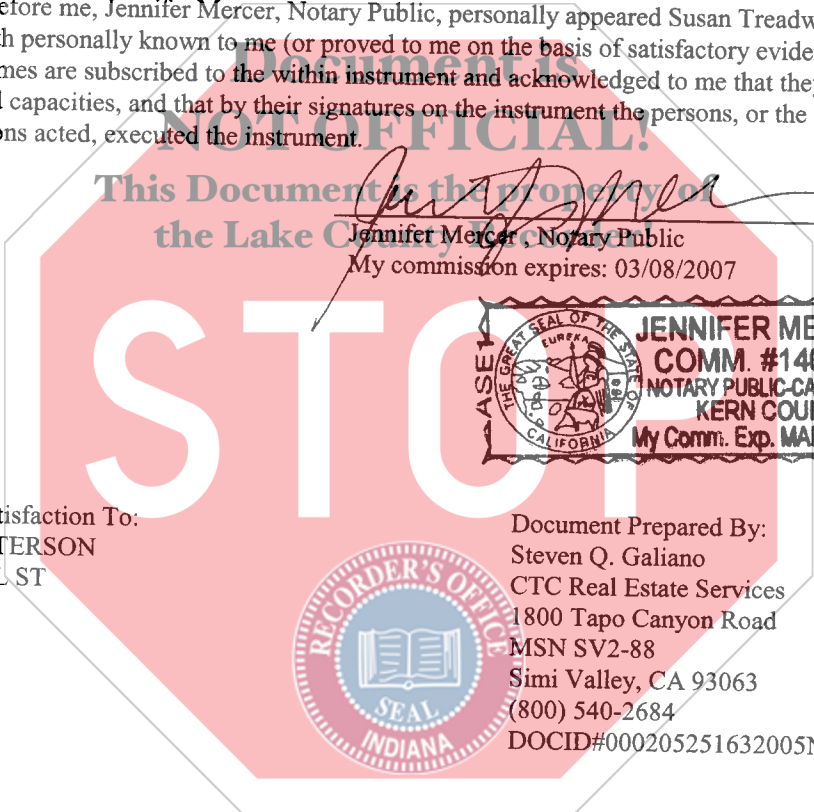 efore me, Jennifer Mercer, Notary Public, personally appeared Susan Treadw
h personally known to me (or proved to me on the basis of satisfactory evide
mes are subscribed to the within instrument and acknowledged to me that they
d capacities, and that by their signatures on the instrument the persons, or the
ons acted, executed the instrument.
Document is
NOT OFFICIAL!
This Document is the property of
the Lake County Recorder!
Jennifer Mercer , Notary Public
My commission expires: 03/08/2007
THE GREAT SEAL OF THE STATE OF
EUREKA
CALIFORNIA
JENNIFER ME
COMM. #14
NOTARY PUBLIC-CA
KERN COU
My Comm. Exp. MA
STOP
tisfaction To:
TERSON
ST
Document Prepared By:
Steven Q. Galiano
CTC Real Estate Services
1800 Tapo Canyon Road
MSN SV2-88
Simi Valley, CA 93063
(800) 540-2684
DOCID#000205251632005N
RECORDER'S OFFICE
SEAL
INDIANA